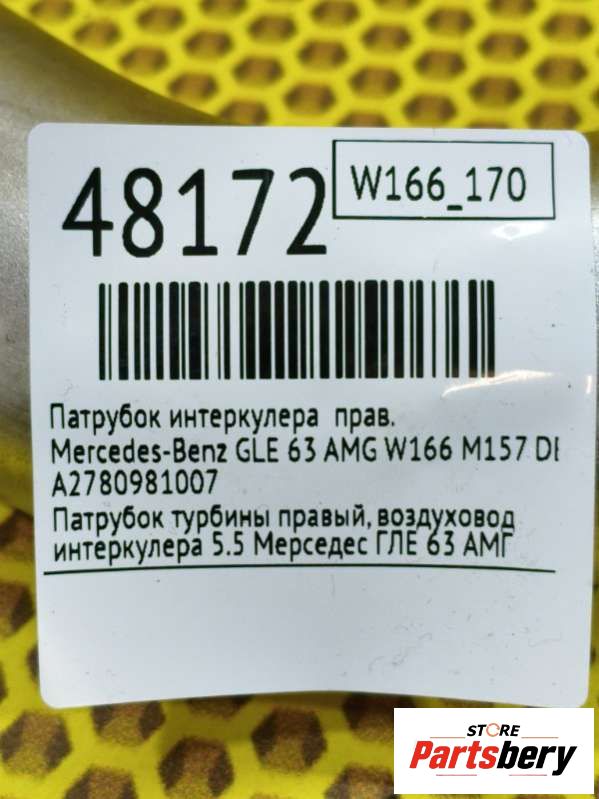 48172
W166_170
Патрубок интеркулера прав.
Mercedes-Benz GLE 63 AMG W166 M157
A2780981007
Патрубок турбины правый, воздуховод
интеркулера 5.5 Мерседес ГЛЕ 63 АМГ
STORE
Partsbery